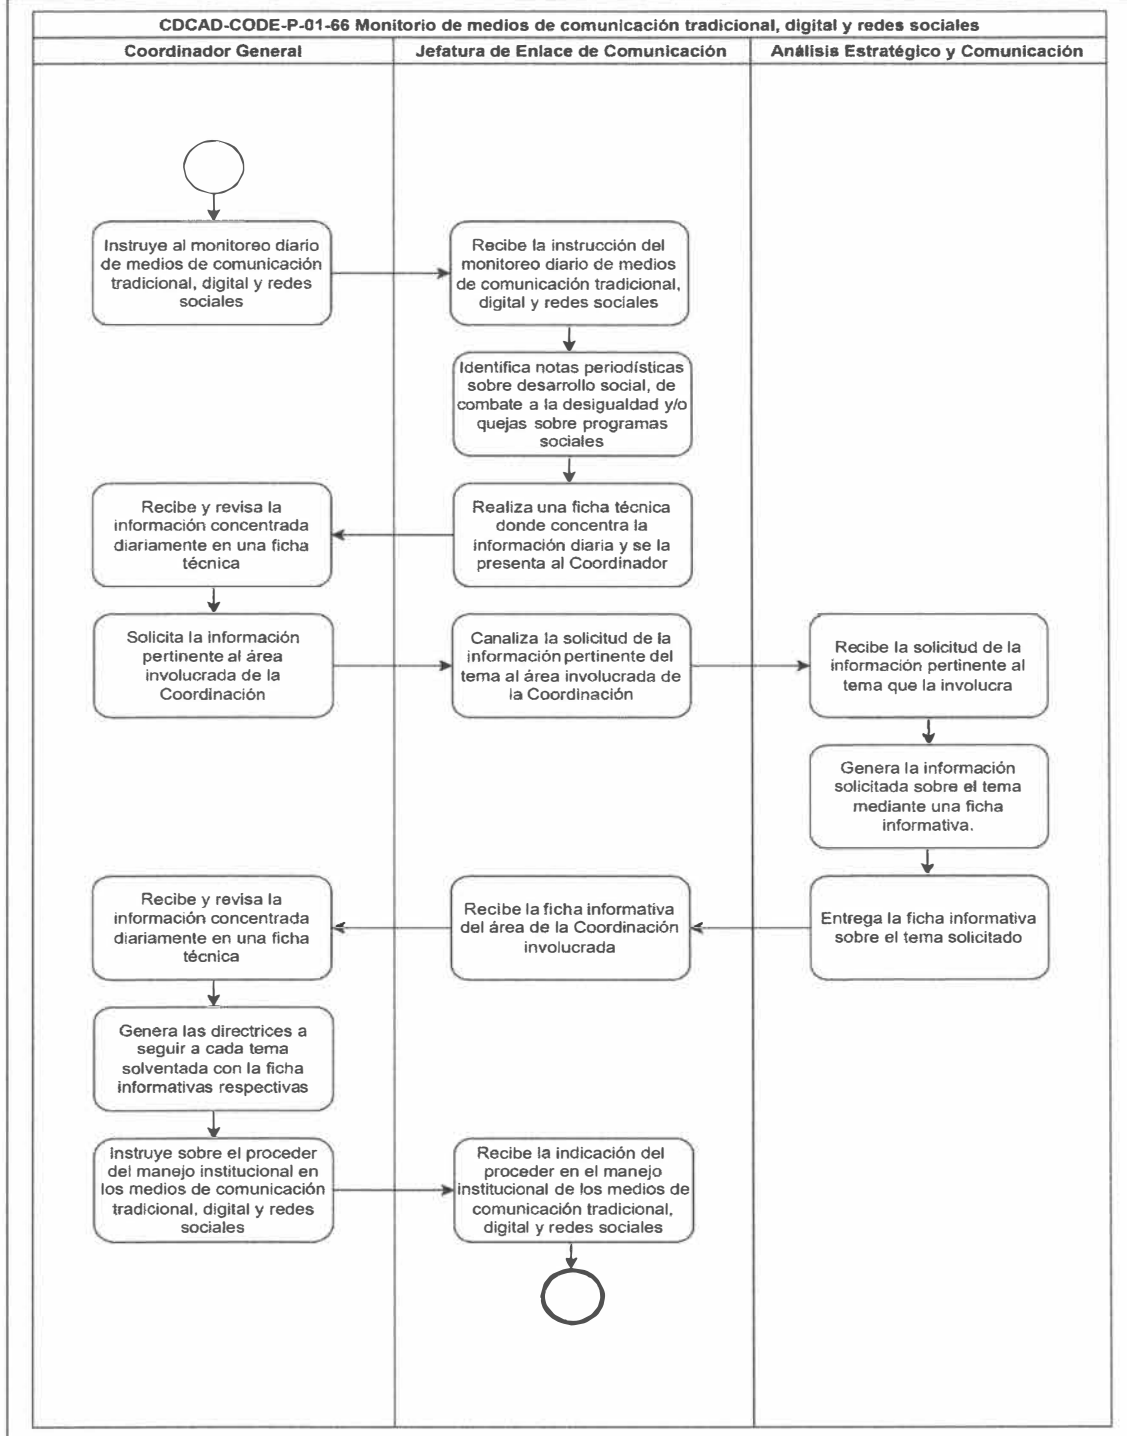 CDCAD-CODE-P-01-66 Monitorio de medios de comunicación tradicional, digital y redes sociales
Coordinador General
Jefatura de Enlace de Comunicación
Análisis Estratégico y Comunicación
Instruye al monitoreo diario
de medios de comunicación
tradicional, digital y redes
sociales
Recibe la instrucción del
monitoreo diario de medios
de comunicación tradicional,
digital y redes sociales
Identifica notas periodísticas
sobre desarrollo social, de
combate a la desigualdad y/o
quejas sobre programas
sociales
Realiza una ficha técnica
donde concentra la
información diaria y se la
presenta al Coordinador
Recibe y revisa la
información concentrada
diariamente en una ficha
técnica
Solicita la información
pertinente al área
involucrada de la
Coordinación
Canaliza la solicitud de la
información pertinente del
tema al área involucrada de
la Coordinación
Recibe la solicitud de la
información pertinente al
tema que la involucra
Genera la información
solicitada sobre el tema
mediante una ficha
informativa.
Entrega la ficha informativa
sobre el tema solicitado
Recibe la ficha informativa
del área de la Coordinación
involucrada
Recibe y revisa la
información concentrada
diariamente en una ficha
técnica
Genera las directrices a
seguir a cada tema
solventada con la ficha
informativas respectivas
Instruye sobre el proceder
del manejo institucional en
los medios de comunicación
tradicional, digital y redes
sociales
Recibe la indicación del
proceder en el manejo
institucional de los medios de
comunicación tradicional,
digital y redes sociales